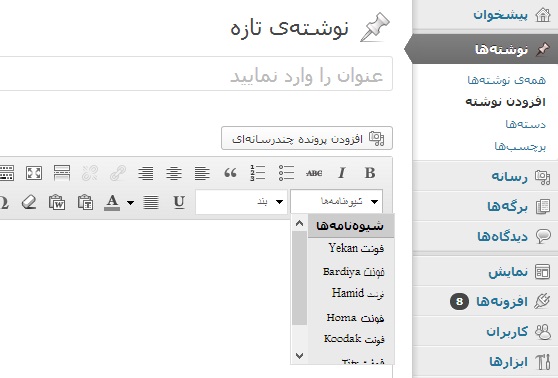 پیشخوان
نوشته‌ها
همه‌ی نوشته‌ها
افزودن نوشته
دسته‌ها
برچسب‌ها
رسانه
برگه‌ها
دیدگاه‌ها
نمایش
افزونه‌ها 8
کاربران
ابزارها
نوشته‌ی تازه
عنوان را وارد نمایید
افزودن پرونده چندرسانه‌ای
B I ABC
شیوه‌نامه‌ها بند U A T W Ω
شیوه‌نامه‌ها
فونت Yekan
فونت Bardiya
فونت Hamid
فونت Homa
فونت Koodak
فونت Titr